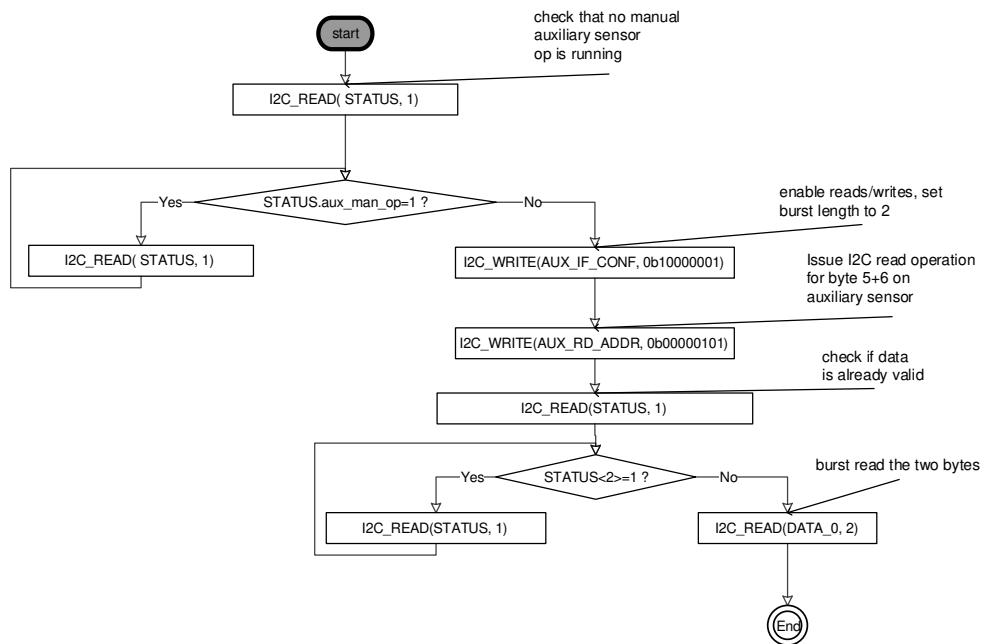 check that no manual
auxiliary sensor
op is running
start
I2C_READ( STATUS, 1)
STATUS.aux_man_op=1 ?
Yes
No
I2C_READ( STATUS, 1)
enable reads/writes, set
burst length to 2
I2C_WRITE(AUX_IF_CONF, 0b10000001)
Issue I2C read operation
for byte 5+6 on
auxiliary sensor
I2C_WRITE(AUX_RD_ADDR, 0b00000101)
check if data
is already valid
I2C_READ(STATUS, 1)
STATUS<2>=1 ?
Yes
No
burst read the two bytes
I2C_READ(STATUS, 1)
I2C_READ(DATA_0, 2)
End